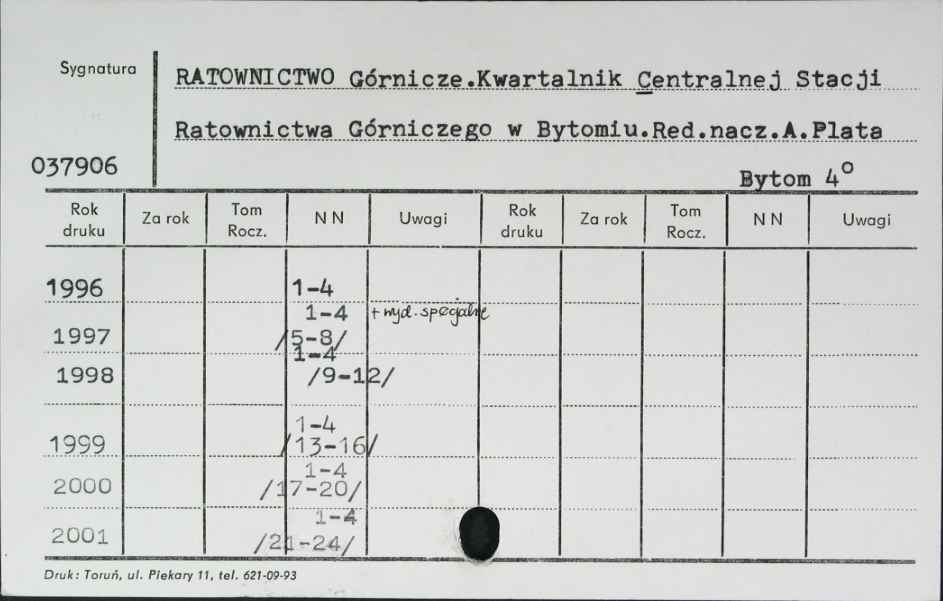 Sygnatura
RATOWNICTWO Górnicze.Kwartalnik Centralnej Stacji
Ratownictwa Górniczego w Bytomiu.Red.nacz.A.Plata
037906
Bytom 4°
Rok druku Za rok Tom Rocz. N N Uwagi Rok druku Za rok Tom Rocz. N N Uwagi
1996 1-4
1-4 + wyd. specjalne
1997 /5-8/
1-4
1998 /9-12/
1-4
1999 /13-16/
1-4
2000 /17-20/
1-4
2001 /21-24/
Druk: Toruń, ul. Piekary 11, tel. 621-09-93